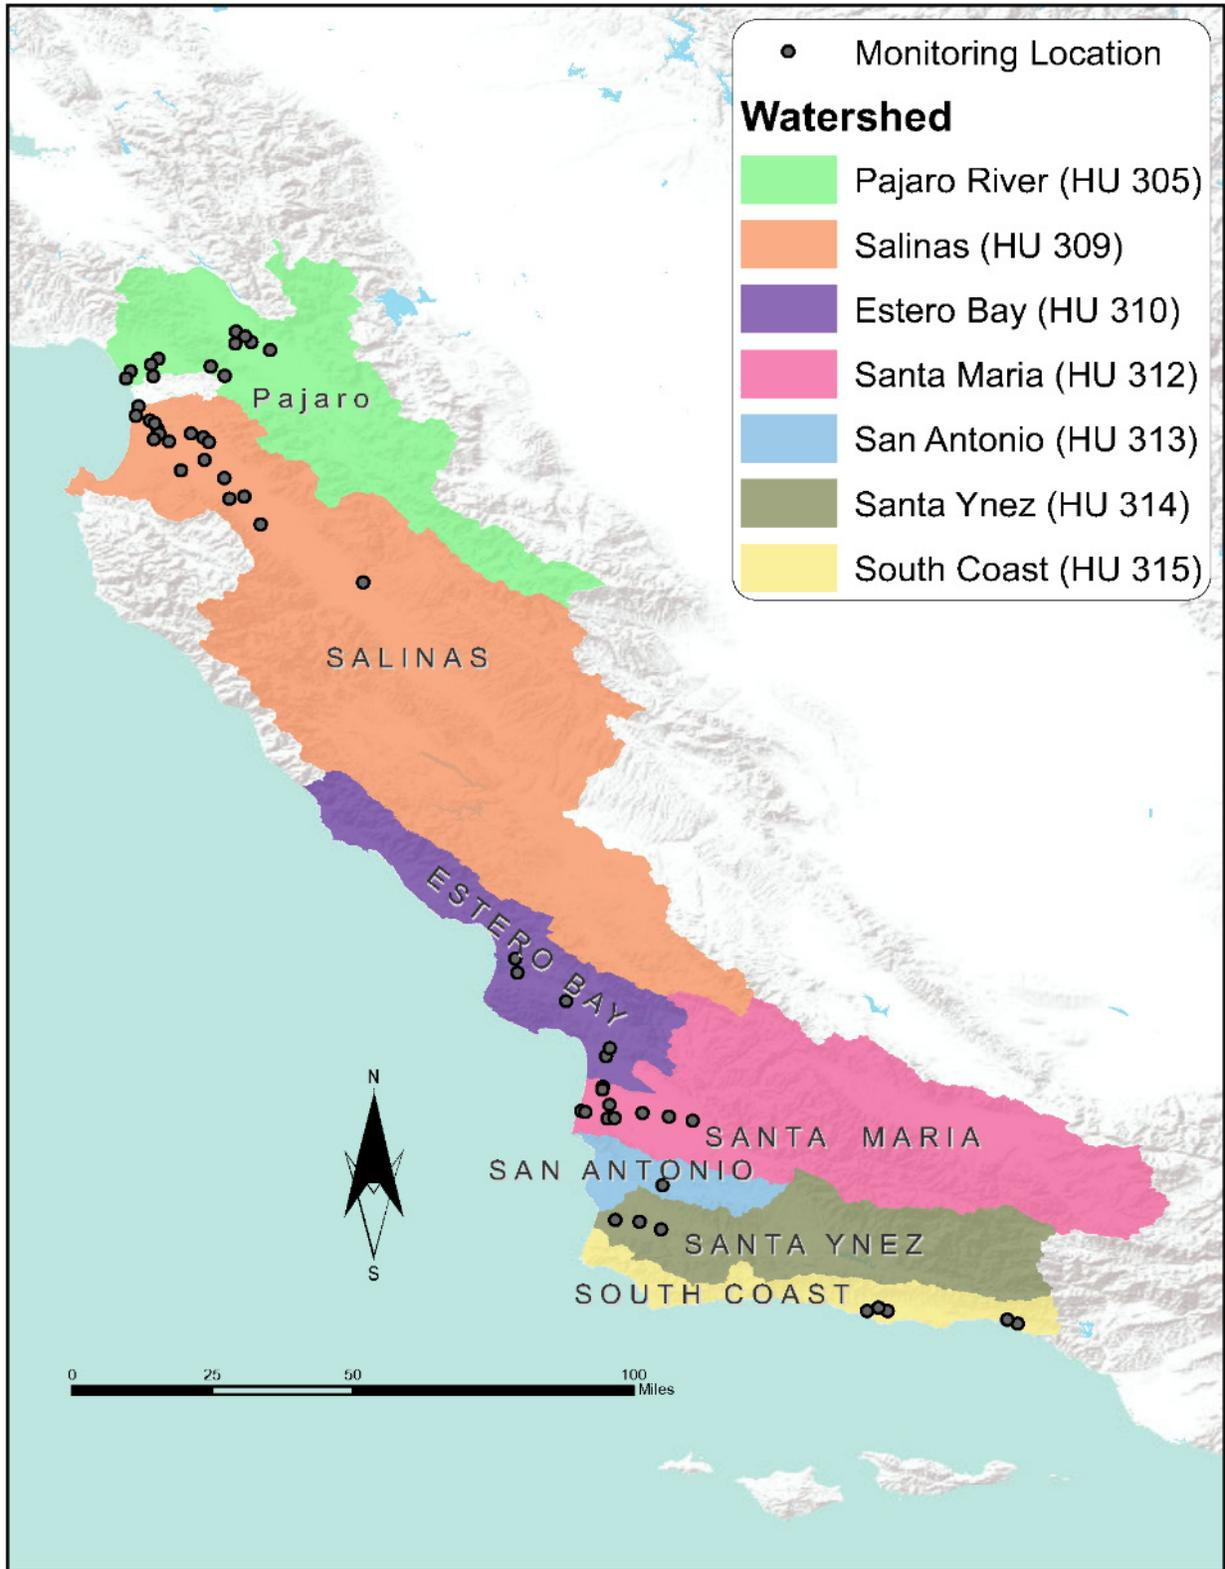 Monitoring Location
Watershed
Pajaro River (HU 305)
Salinas (HU 309)
Estero Bay (HU 310)
Santa Maria (HU 312)
San Antonio (HU 313)
Santa Ynez (HU 314)
South Coast (HU 315)
Pajaro
SALINAS
ESTERO BAY
N
S
SANTA MARIA
SAN ANTONIO
SANTA YNEZ
SOUTH COAST
0 25 50 100
Miles